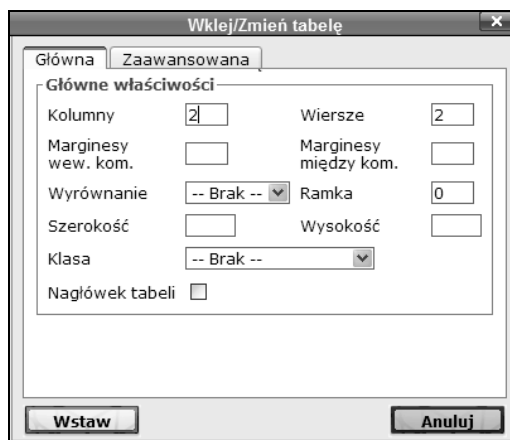 Wklej/Zmień tabelę
Główna Zaawansowana
Główne właściwości
Kolumny 2 Wiersze 2
Marginesy wew. kom. Marginesy między kom.
Wyrównanie -- Brak -- Ramka 0
Szerokość Wysokość
Klasa -- Brak --
Nagłówek tabeli
Wstaw Anuluj